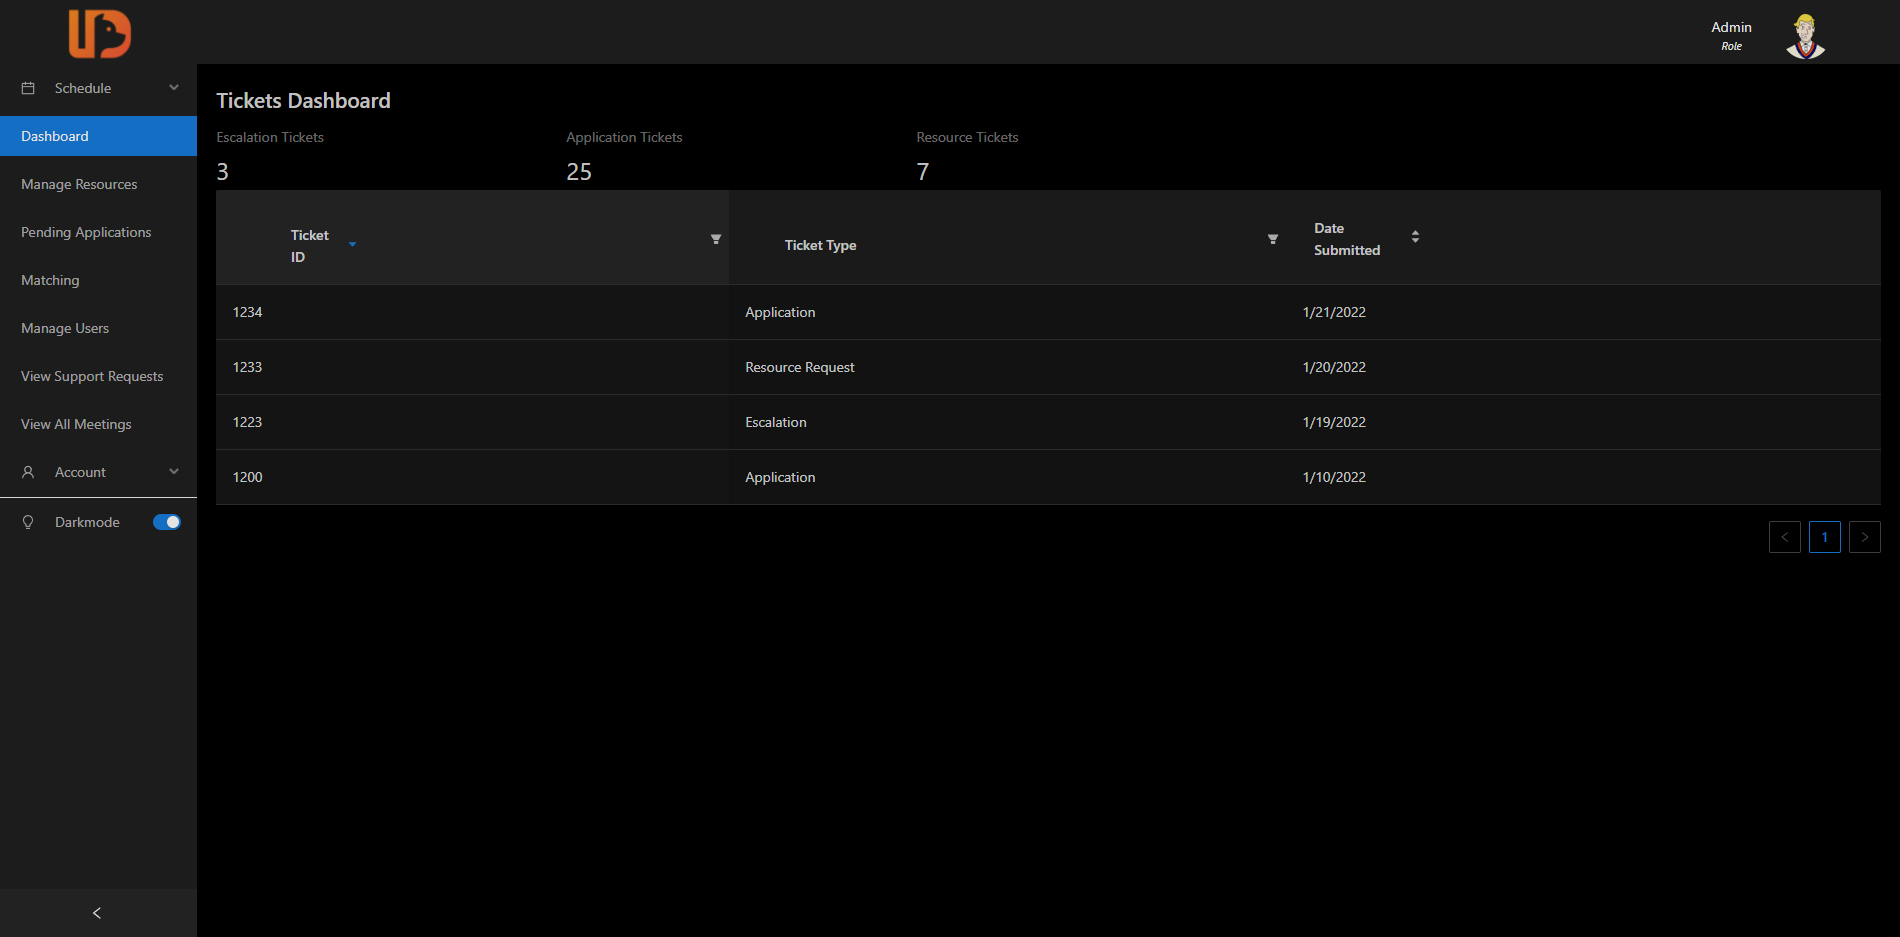 Admin
Role
Schedule
Dashboard
Manage Resources
Pending Applications
Matching
Manage Users
View Support Requests
View All Meetings
Account
Darkmode
Tickets Dashboard
Escalation Tickets
3
Application Tickets
25
Resource Tickets
7
Ticket
ID
Ticket Type
Date
Submitted
1234 Application 1/21/2022
1233 Resource Request 1/20/2022
1223 Escalation 1/19/2022
1200 Application 1/10/2022
< 1 >